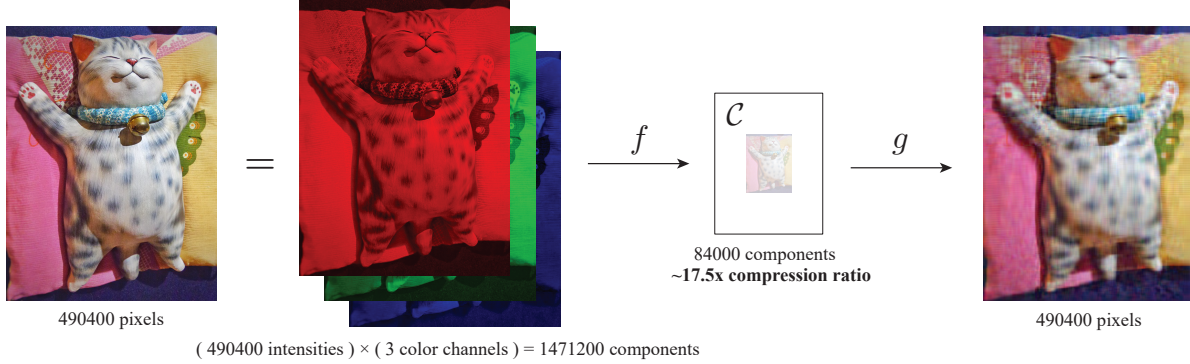 =
f
C
g
84000 components
~17.5x compression ratio
490400 pixels
490400 pixels
( 490400 intensities ) × ( 3 color channels ) = 1471200 components